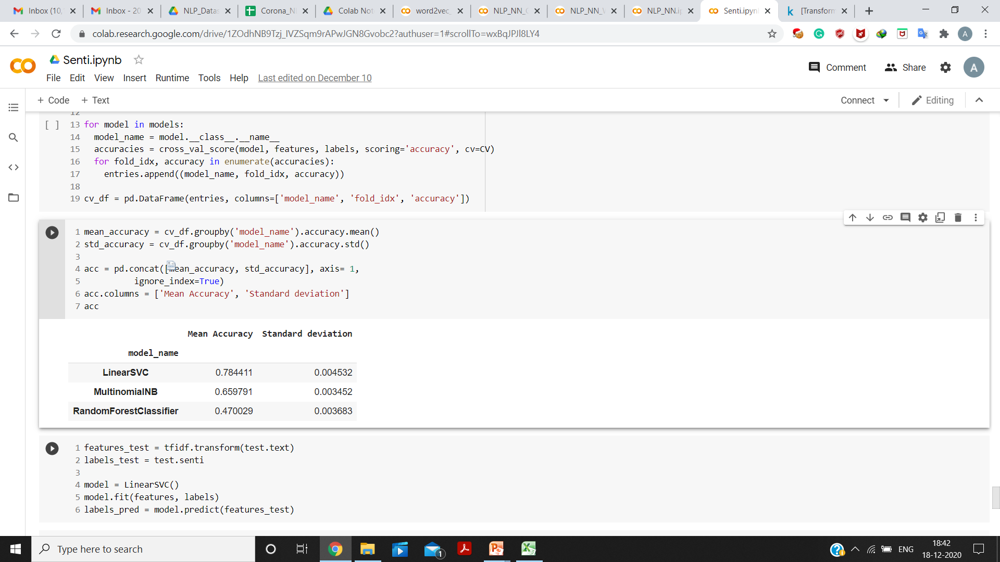 Inbox (10,
Inbox - 20
NLP_Datas
Corona_NL
Colab Not
word2vec_
NLP_NN_C
NLP_NN_V
NLP_NN.ip
Senti.ipynb
[Transform
colab.research.google.com/drive/1ZOdhNB9Tzj_IVZSqm9rAPwJGN8Gvobc2?authuser=1#scrollTo=wxBqJPJl8LY4
A
CO
Senti.ipynb
Comment
Share
A
File Edit View Insert Runtime Tools Help Last edited on December 10
+ Code + Text
Connect
Editing
12
[ ] 13 for model in models:
14 model_name = model.__class__.__name__
15 accuracies = cross_val_score(model, features, labels, scoring='accuracy', cv=CV)
16 for fold_idx, accuracy in enumerate(accuracies):
17 entries.append((model_name, fold_idx, accuracy))
18
19 cv_df = pd.DataFrame(entries, columns=['model_name', 'fold_idx', 'accuracy'])
1 mean_accuracy = cv_df.groupby('model_name').accuracy.mean()
2 std_accuracy = cv_df.groupby('model_name').accuracy.std()
3
4 acc = pd.concat([mean_accuracy, std_accuracy], axis= 1,
5 ignore_index=True)
6 acc.columns = ['Mean Accuracy', 'Standard deviation']
7 acc
Mean Accuracy Standard deviation
model_name
LinearSVC 0.784411 0.004532
MultinomialNB 0.659791 0.003452
RandomForestClassifier 0.470029 0.003683
1 features_test = tfidf.transform(test.text)
2 labels_test = test.senti
3
4 model = LinearSVC()
5 model.fit(features, labels)
6 labels_pred = model.predict(features_test)
Type here to search
1
ENG
18:42
18-12-2020